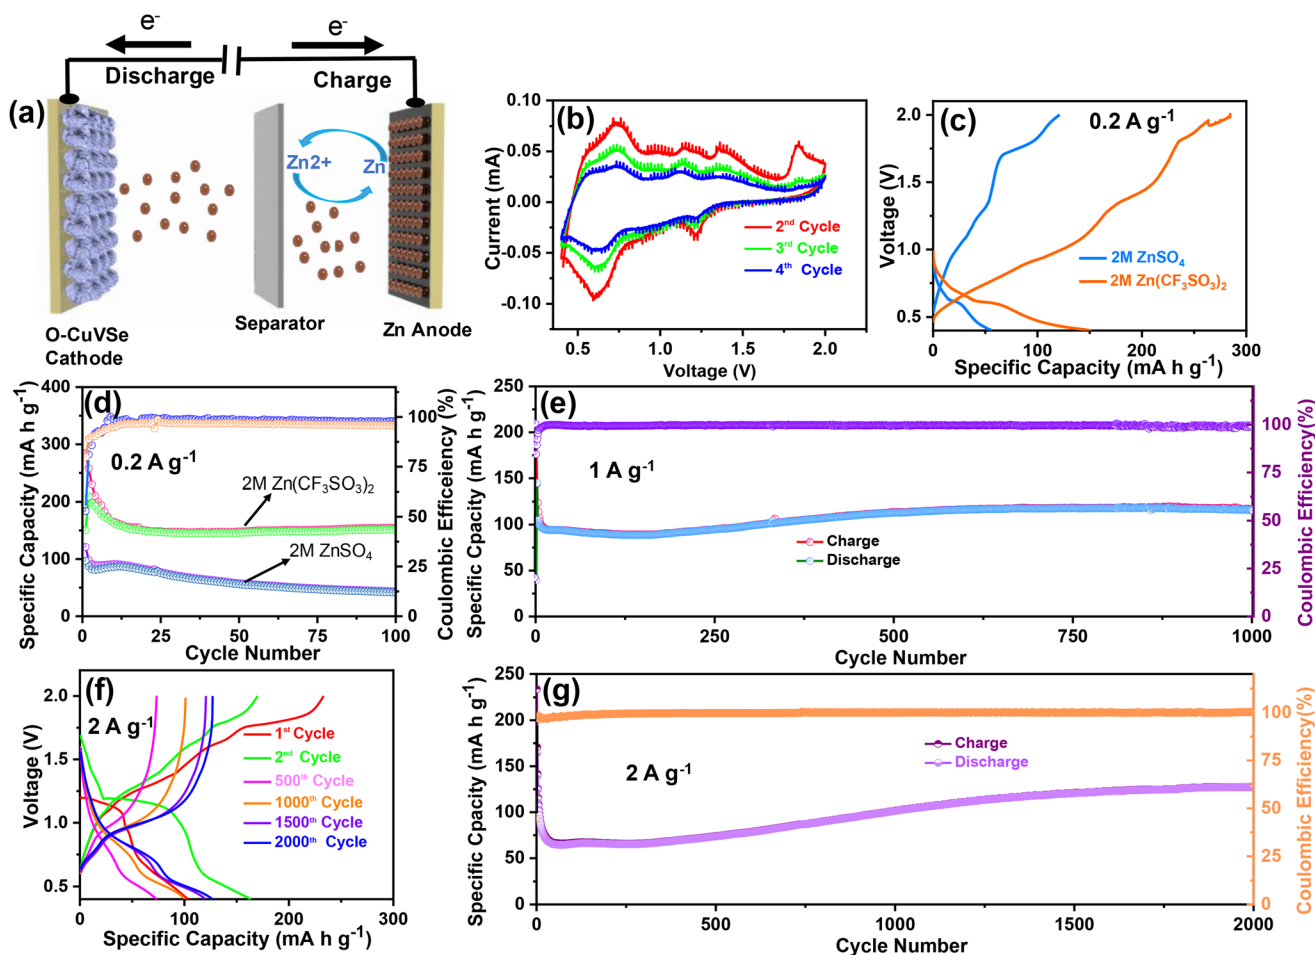 e-
e-
Discharge
Charge
(a)
Zn2+
Zn
O-CuVSe
Cathode
Separator
Zn Anode
(b)
0.10
0.05
0.00
-0.05
-0.10
Current (mA)
2nd Cycle
3rd Cycle
4th Cycle
0.5
1.0
1.5
2.0
Voltage (V)
(c)
0.2 A g-1
2.0
1.5
1.0
0.5
Voltage (V)
2M ZnSO4
2M Zn(CF3SO3)2
0
100
200
300
Specific Capacity (mA h g-1)
(d)
400
350
300
250
200
150
100
50
0
Specific Capacity (mA h g-1)
0.2 A g-1
2M Zn(CF3SO3)2
2M ZnSO4
100
75
50
25
0
Coulombic Efficeiency (%)
0
25
50
75
100
Cycle Number
(e)
250
200
150
100
50
0
Specific Cpacity (mA h g-1)
1 A g-1
Charge
Discharge
100
75
50
25
0
Coulombic Efficiency(%)
0
250
500
750
1000
Cycle Number
(f)
2 A g-1
2.0
1.5
1.0
0.5
Voltage (V)
1st Cycle
2nd Cycle
500th Cycle
1000th Cycle
1500th Cycle
2000th Cycle
0
100
200
300
Specific Capacity (mA h g-1)
(g)
250
200
150
100
50
0
Specific Cpacity (mA h g-1)
2 A g-1
Charge
Discharge
100
75
50
25
0
Coulombic Efficiency(%)
0
500
1000
1500
2000
Cycle Number